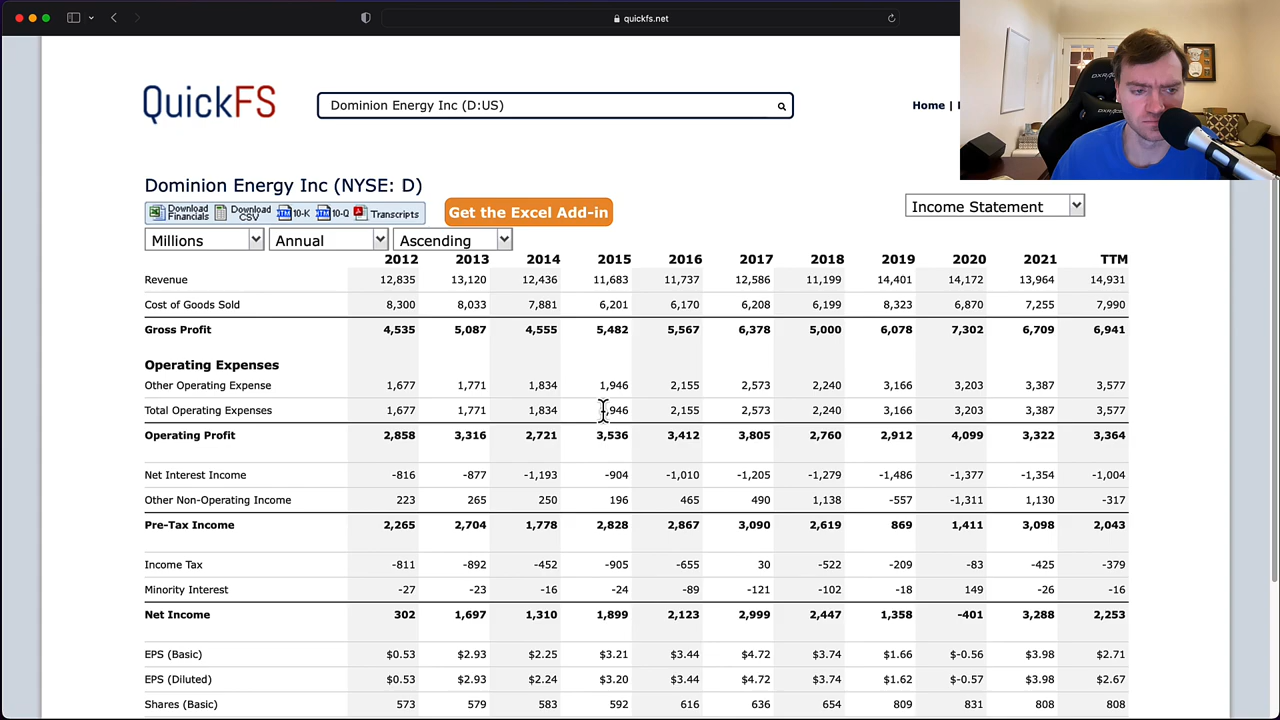 quickfs.net
QuickFS
Dominion Energy Inc (D:US)
Home |
Dominion Energy Inc (NYSE: D)
Download Financials Download CSV 10-K 10-Q Transcripts
Get the Excel Add-in
Income Statement
Millions Annual Ascending
2012 2013 2014 2015 2016 2017 2018 2019 2020 2021 TTM
Revenue 12,835 13,120 12,436 11,683 11,737 12,586 11,199 14,401 14,172 13,964 14,931
Cost of Goods Sold 8,300 8,033 7,881 6,201 6,170 6,208 6,199 8,323 6,870 7,255 7,990
Gross Profit 4,535 5,087 4,555 5,482 5,567 6,378 5,000 6,078 7,302 6,709 6,941
Operating Expenses
Other Operating Expense 1,677 1,771 1,834 1,946 2,155 2,573 2,240 3,166 3,203 3,387 3,577
Total Operating Expenses 1,677 1,771 1,834 1,946 2,155 2,573 2,240 3,166 3,203 3,387 3,577
Operating Profit 2,858 3,316 2,721 3,536 3,412 3,805 2,760 2,912 4,099 3,322 3,364
Net Interest Income -816 -877 -1,193 -904 -1,010 -1,205 -1,279 -1,486 -1,377 -1,354 -1,004
Other Non-Operating Income 223 265 250 196 465 490 1,138 -557 -1,311 1,130 -317
Pre-Tax Income 2,265 2,704 1,778 2,828 2,867 3,090 2,619 869 1,411 3,098 2,043
Income Tax -811 -892 -452 -905 -655 30 -522 -209 -83 -425 -379
Minority Interest -27 -23 -16 -24 -89 -121 -102 -18 149 -26 -16
Net Income 302 1,697 1,310 1,899 2,123 2,999 2,447 1,358 -401 3,288 2,253
EPS (Basic) $0.53 $2.93 $2.25 $3.21 $3.44 $4.72 $3.74 $1.66 $-0.56 $3.98 $2.71
EPS (Diluted) $0.53 $2.93 $2.24 $3.20 $3.44 $4.72 $3.74 $1.62 $-0.57 $3.98 $2.67
Shares (Basic) 573 579 583 592 616 636 654 809 831 808 808